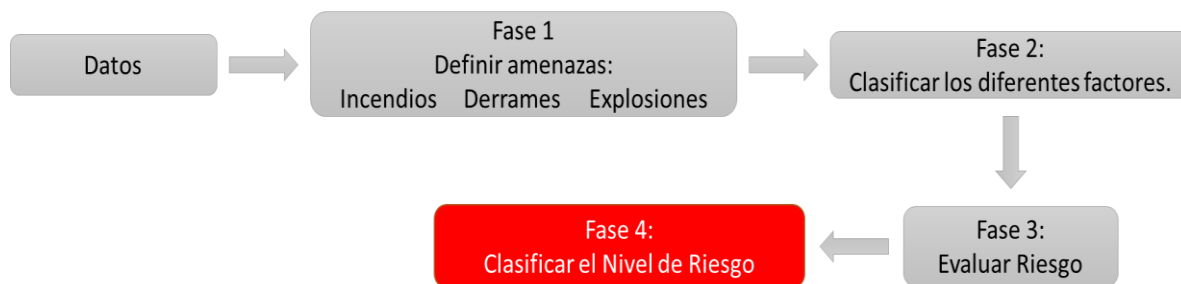 Datos
Fase 1
Definir amenazas:
Incendios Derrames Explosiones
Fase 2:
Clasificar los diferentes factores.
Fase 3:
Evaluar Riesgo
Fase 4:
Clasificar el Nivel de Riesgo